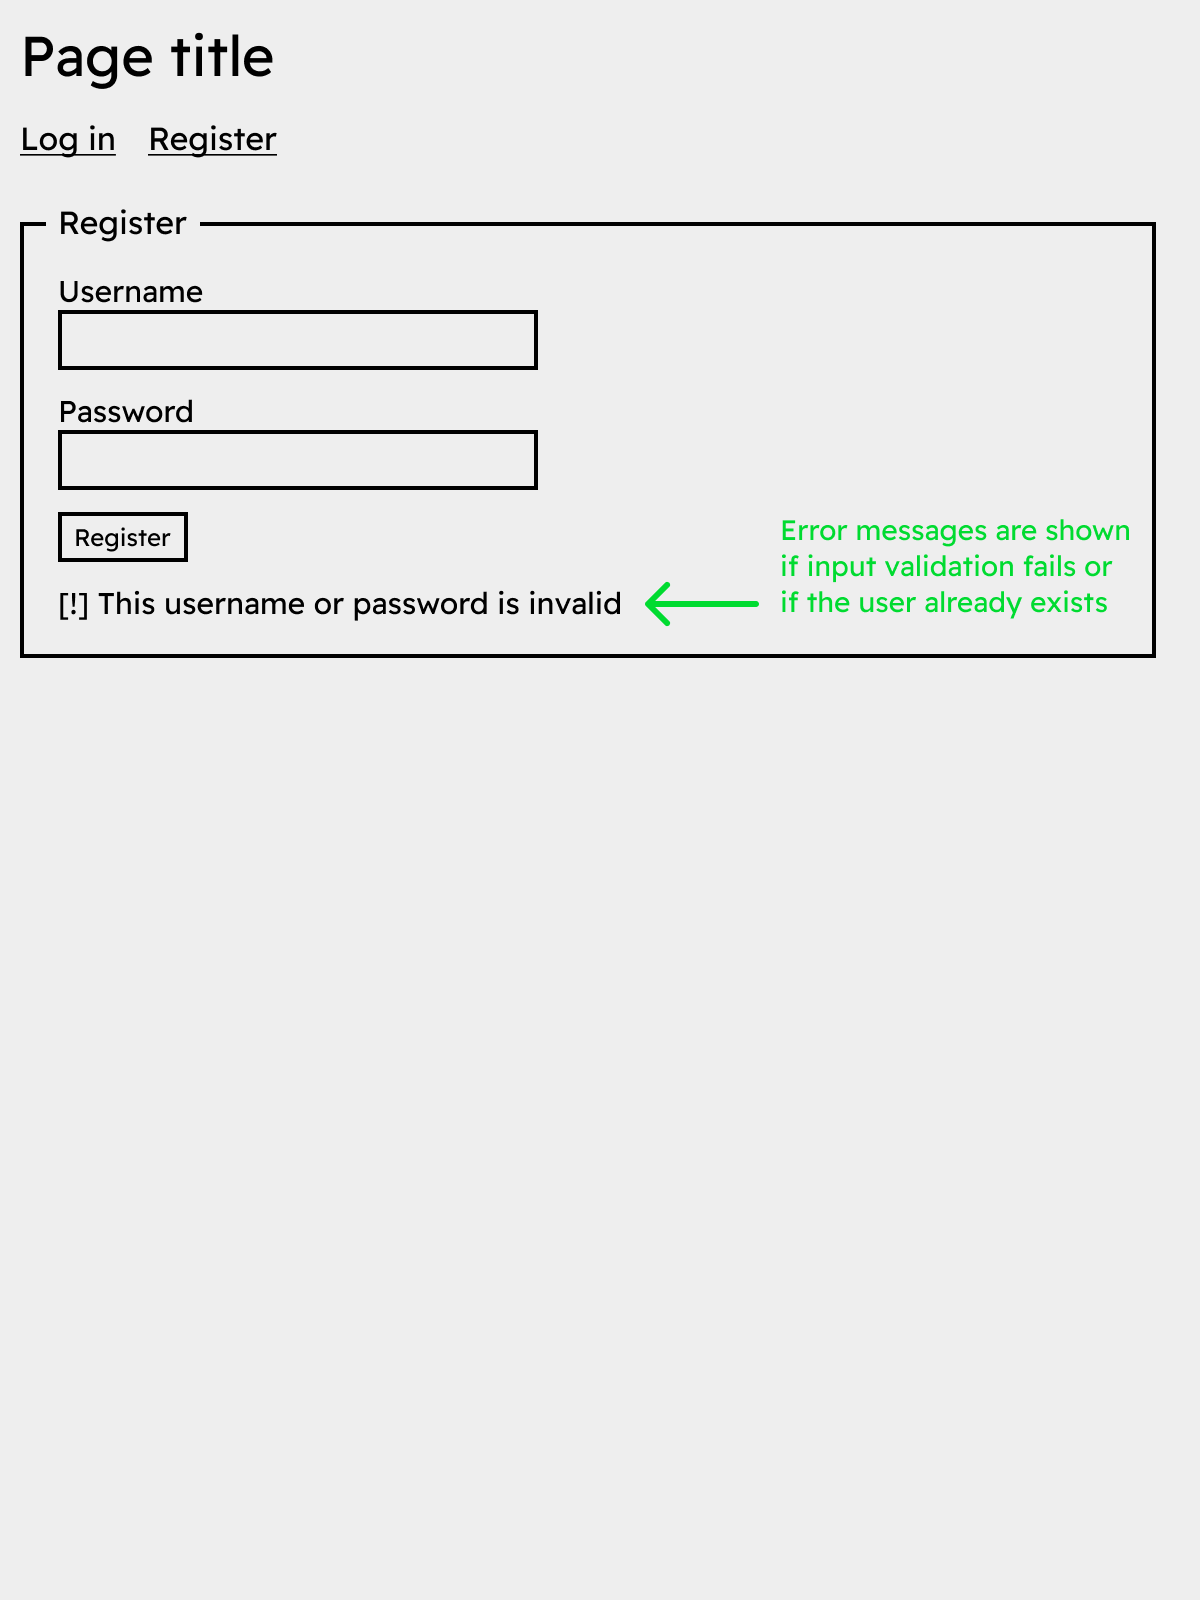 Page title
Log in Register
Register
Username
Password
Register
[!] This username or password is invalid
Error messages are shown
if input validation fails or
if the user already exists